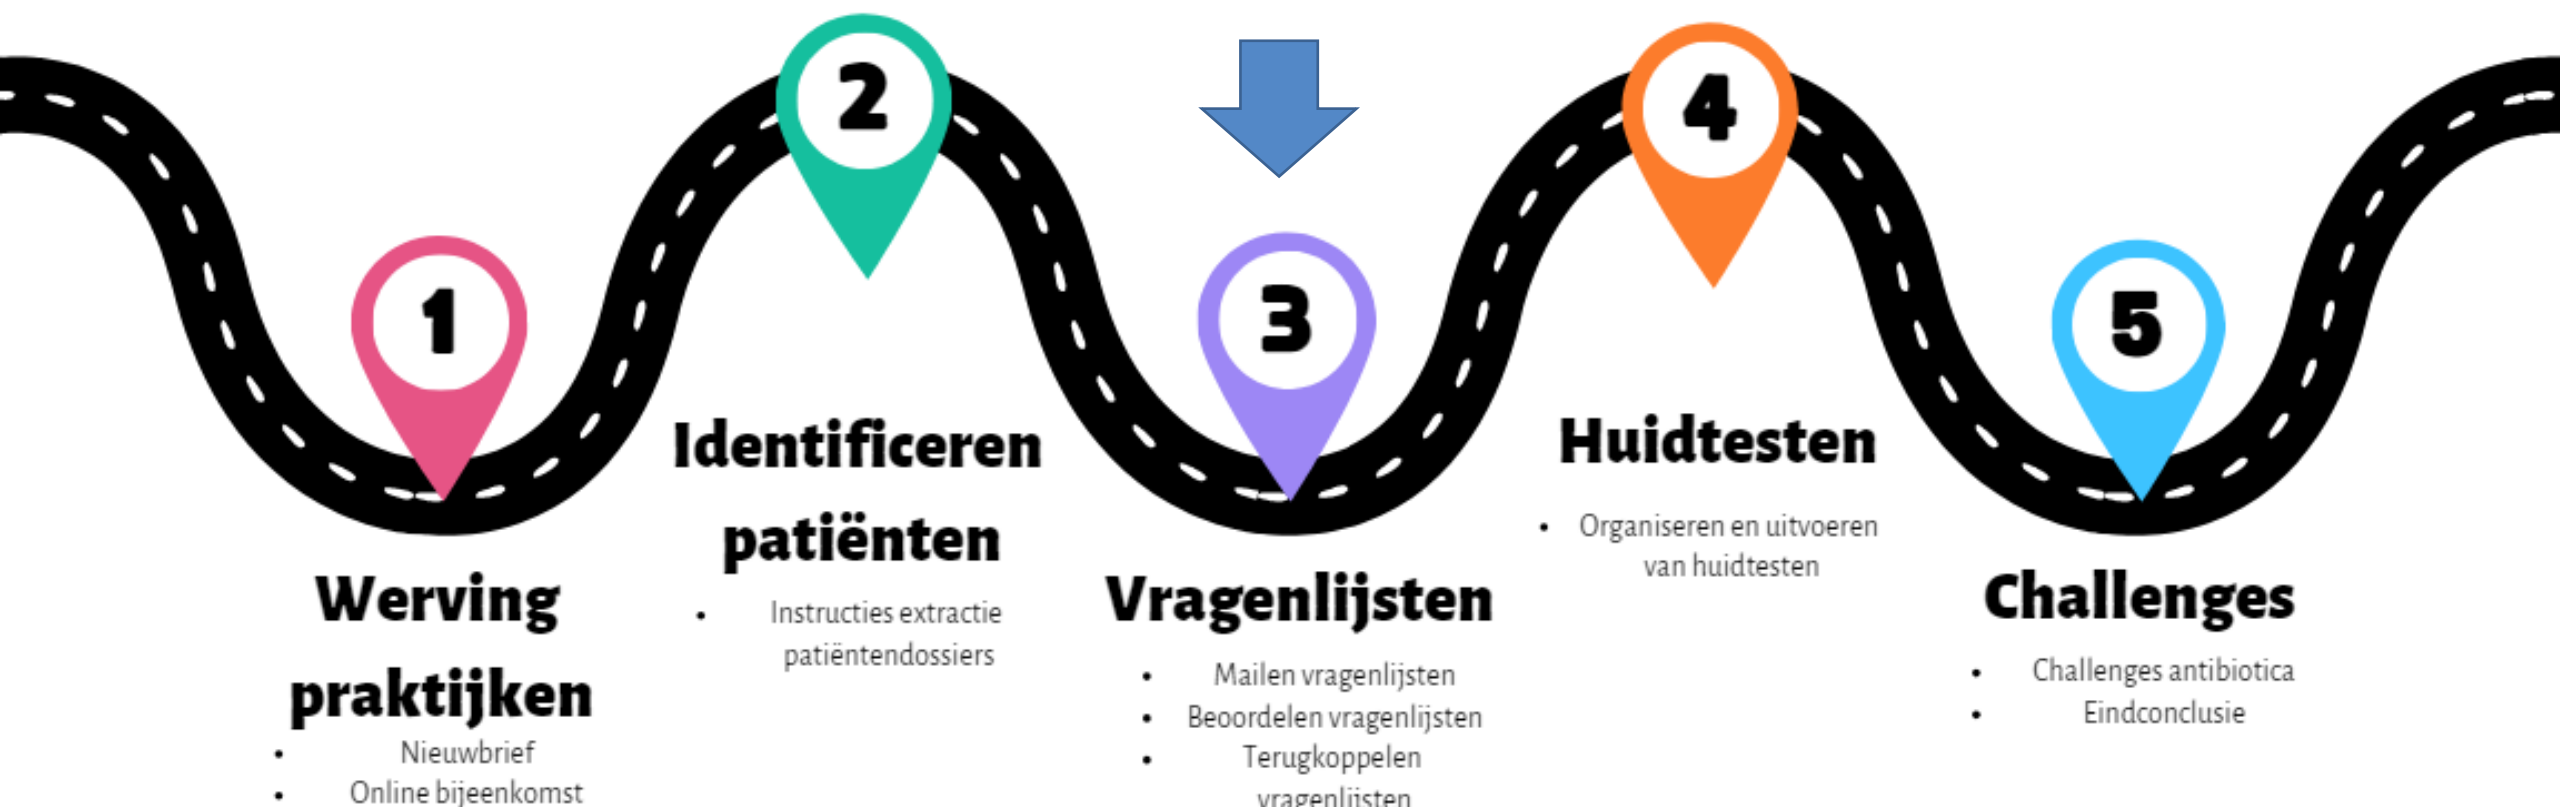 1
Werving
praktijken
• Nieuwbrief
• Online bijeenkomst
2
Identificeren
patiënten
• Instructies extractie
patiëntendossiers
3
Vragenlijsten
• Mailen vragenlijsten
• Beoordelen vragenlijsten
• Terugkoppelen
vragenlijsten
4
Huidtesten
• Organiseren en uitvoeren
van huidtesten
5
Challenges
• Challenges antibiotica
• Eindconclusie